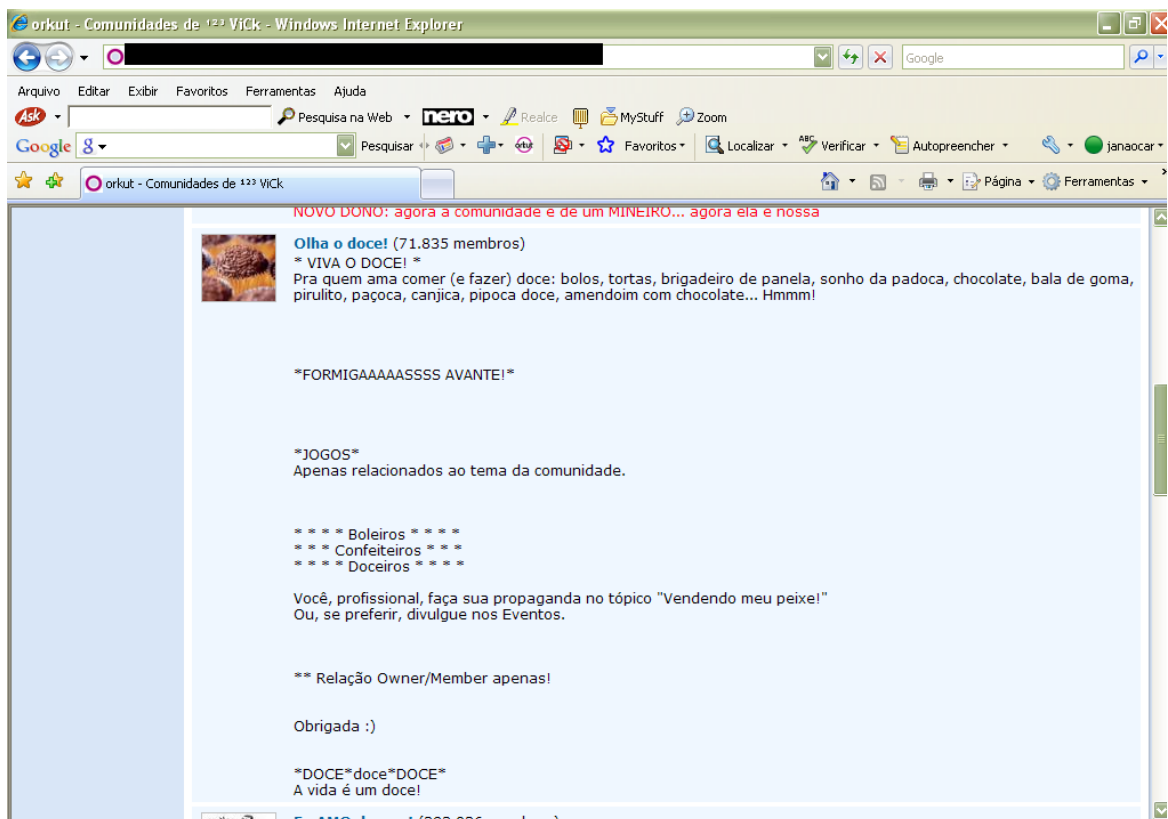 orkut - Comunidades de ¹²³ ViCk - Windows Internet Explorer
Google
Arquivo Editar Exibir Favoritos Ferramentas Ajuda
Ask Pesquisa na Web nero Realce MyStuff Zoom
Google Pesquisar orkut Favoritos Localizar ABC Verificar Autopreencher janaocar
orkut - Comunidades de ¹²³ ViCk Página Ferramentas
NOVO DONO: agora a comunidade é de um MINEIRO... agora ela é nossa
Olha o doce! (71.835 membros)
* VIVA O DOCE! *
Pra quem ama comer (e fazer) doce: bolos, tortas, brigadeiro de panela, sonho da padoca, chocolate, bala de goma,
pirulito, paçoca, canjica, pipoca doce, amendoim com chocolate... Hmmm!
*FORMIGAAAAASSSS AVANTE!*
*JOGOS*
Apenas relacionados ao tema da comunidade.
* * * * Boleiros * * * *
* * * Confeiteiros * * *
* * * * Doceiros * * * *
Você, profissional, faça sua propaganda no tópico "Vendendo meu peixe!"
Ou, se preferir, divulgue nos Eventos.
** Relação Owner/Member apenas!
Obrigada :)
*DOCE*doce*DOCE*
A vida é um doce!